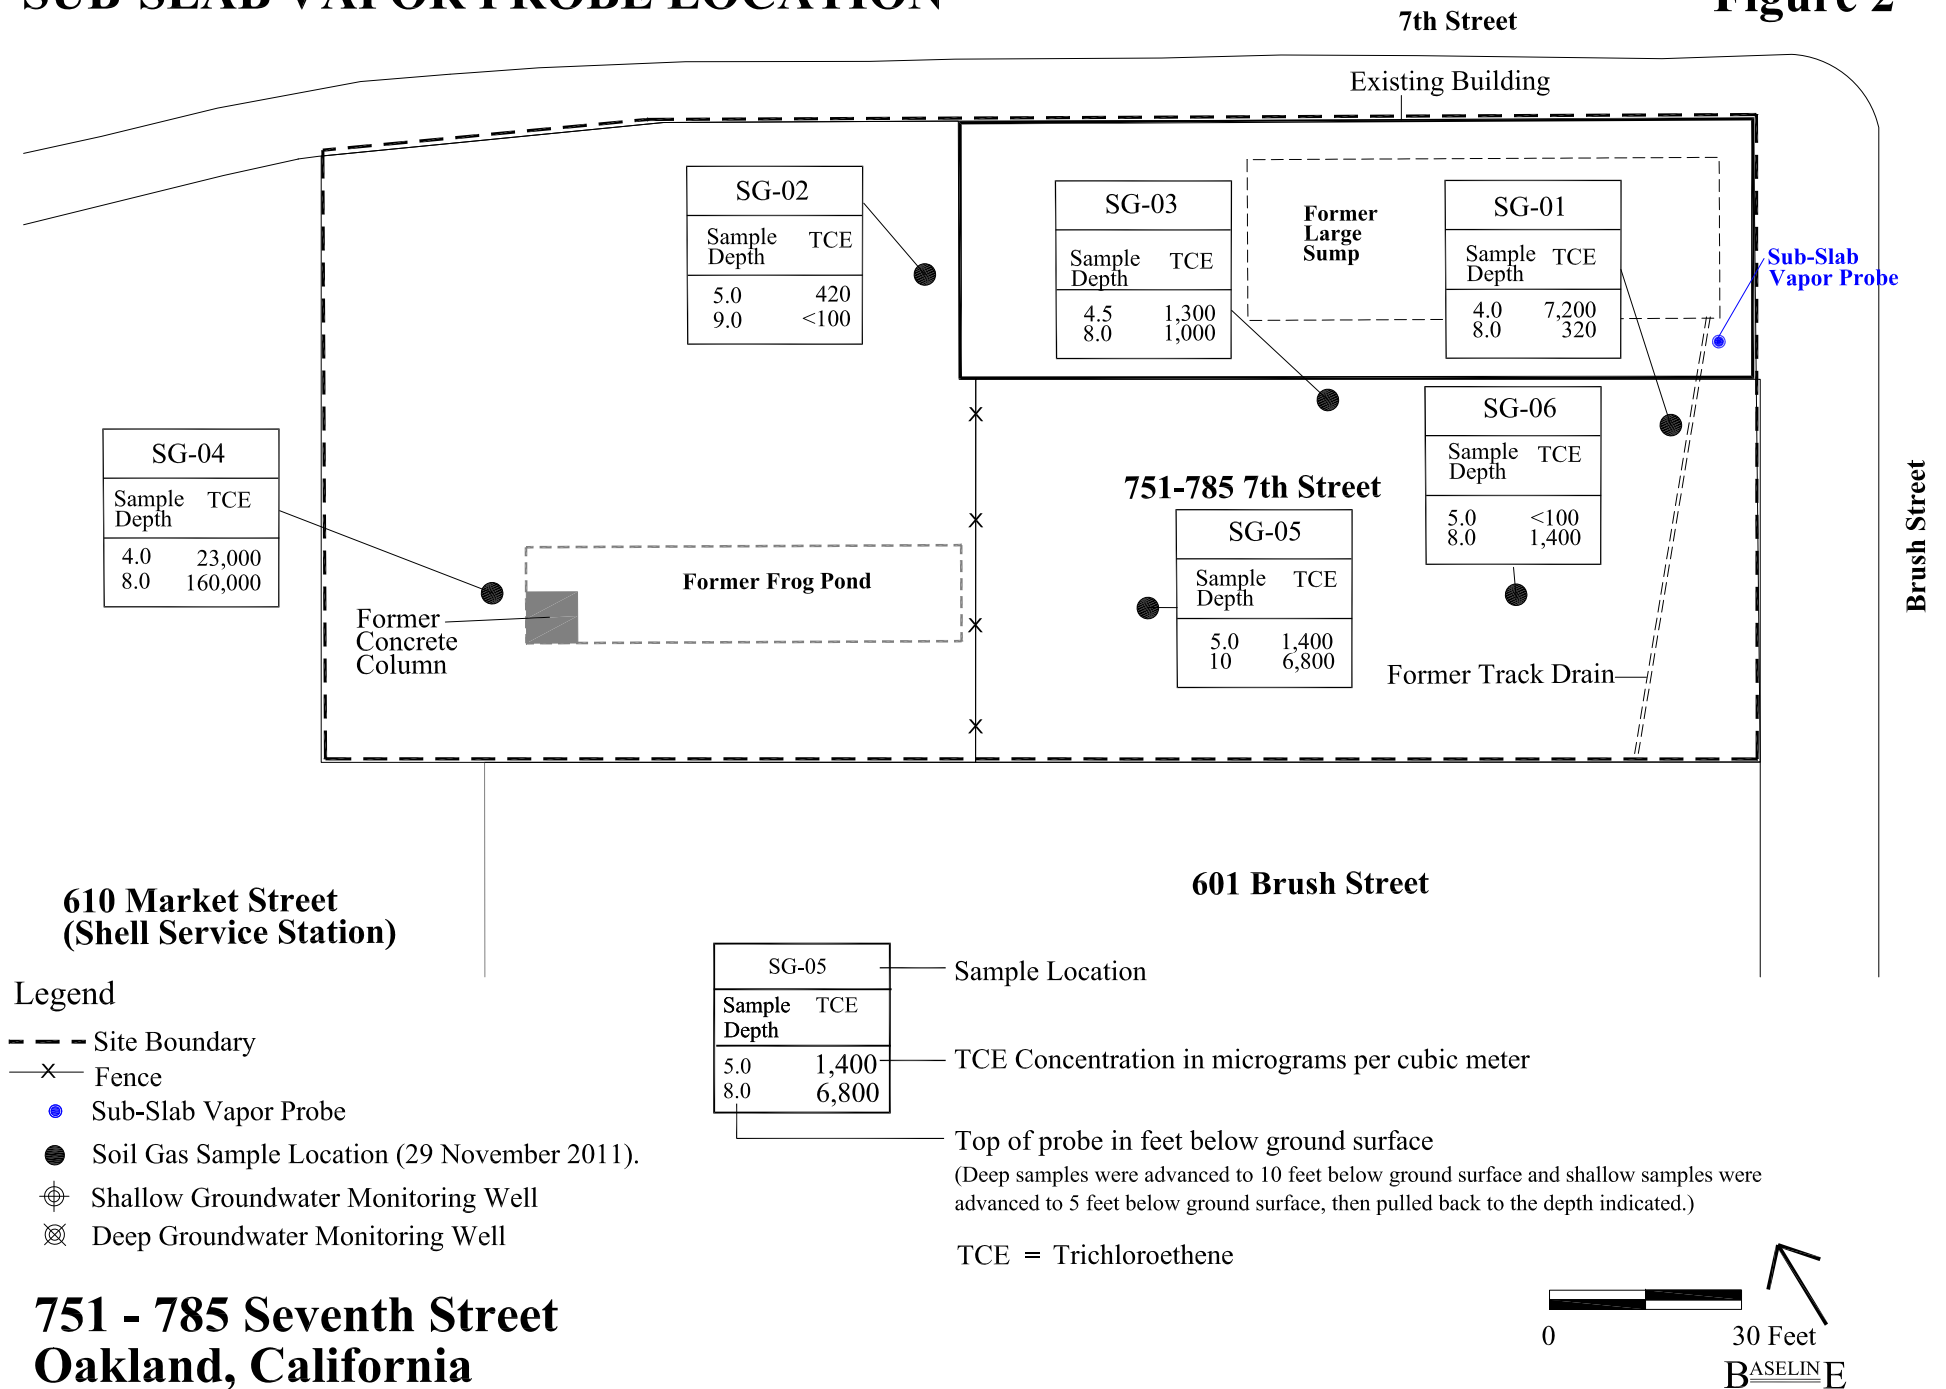 SUB-SLAB VAPOR PROBE LOCATION
Figure 2
7th Street
Existing Building
SG-02
Sample Depth TCE
5.0 420
9.0 <100
SG-03
Sample Depth TCE
4.5 1,300
8.0 1,000
Former
Large
Sump
SG-01
Sample Depth TCE
4.0 7,200
8.0 320
Sub-Slab
Vapor Probe
SG-04
Sample Depth TCE
4.0 23,000
8.0 160,000
SG-06
Sample Depth TCE
5.0 <100
8.0 1,400
751-785 7th Street
SG-05
Sample Depth TCE
5.0 1,400
10 6,800
Brush Street
Former Frog Pond
Former
Concrete
Column
Former Track Drain
610 Market Street
(Shell Service Station)
601 Brush Street
Legend
Site Boundary
X Fence
Sub-Slab Vapor Probe
Soil Gas Sample Location (29 November 2011).
Shallow Groundwater Monitoring Well
Deep Groundwater Monitoring Well
SG-05
Sample Depth TCE
5.0 1,400
8.0 6,800
Sample Location
TCE Concentration in micrograms per cubic meter
Top of probe in feet below ground surface
(Deep samples were advanced to 10 feet below ground surface and shallow samples were
advanced to 5 feet below ground surface, then pulled back to the depth indicated.)
TCE = Trichloroethene
751 - 785 Seventh Street
Oakland, California
0 30 Feet
BASELINE